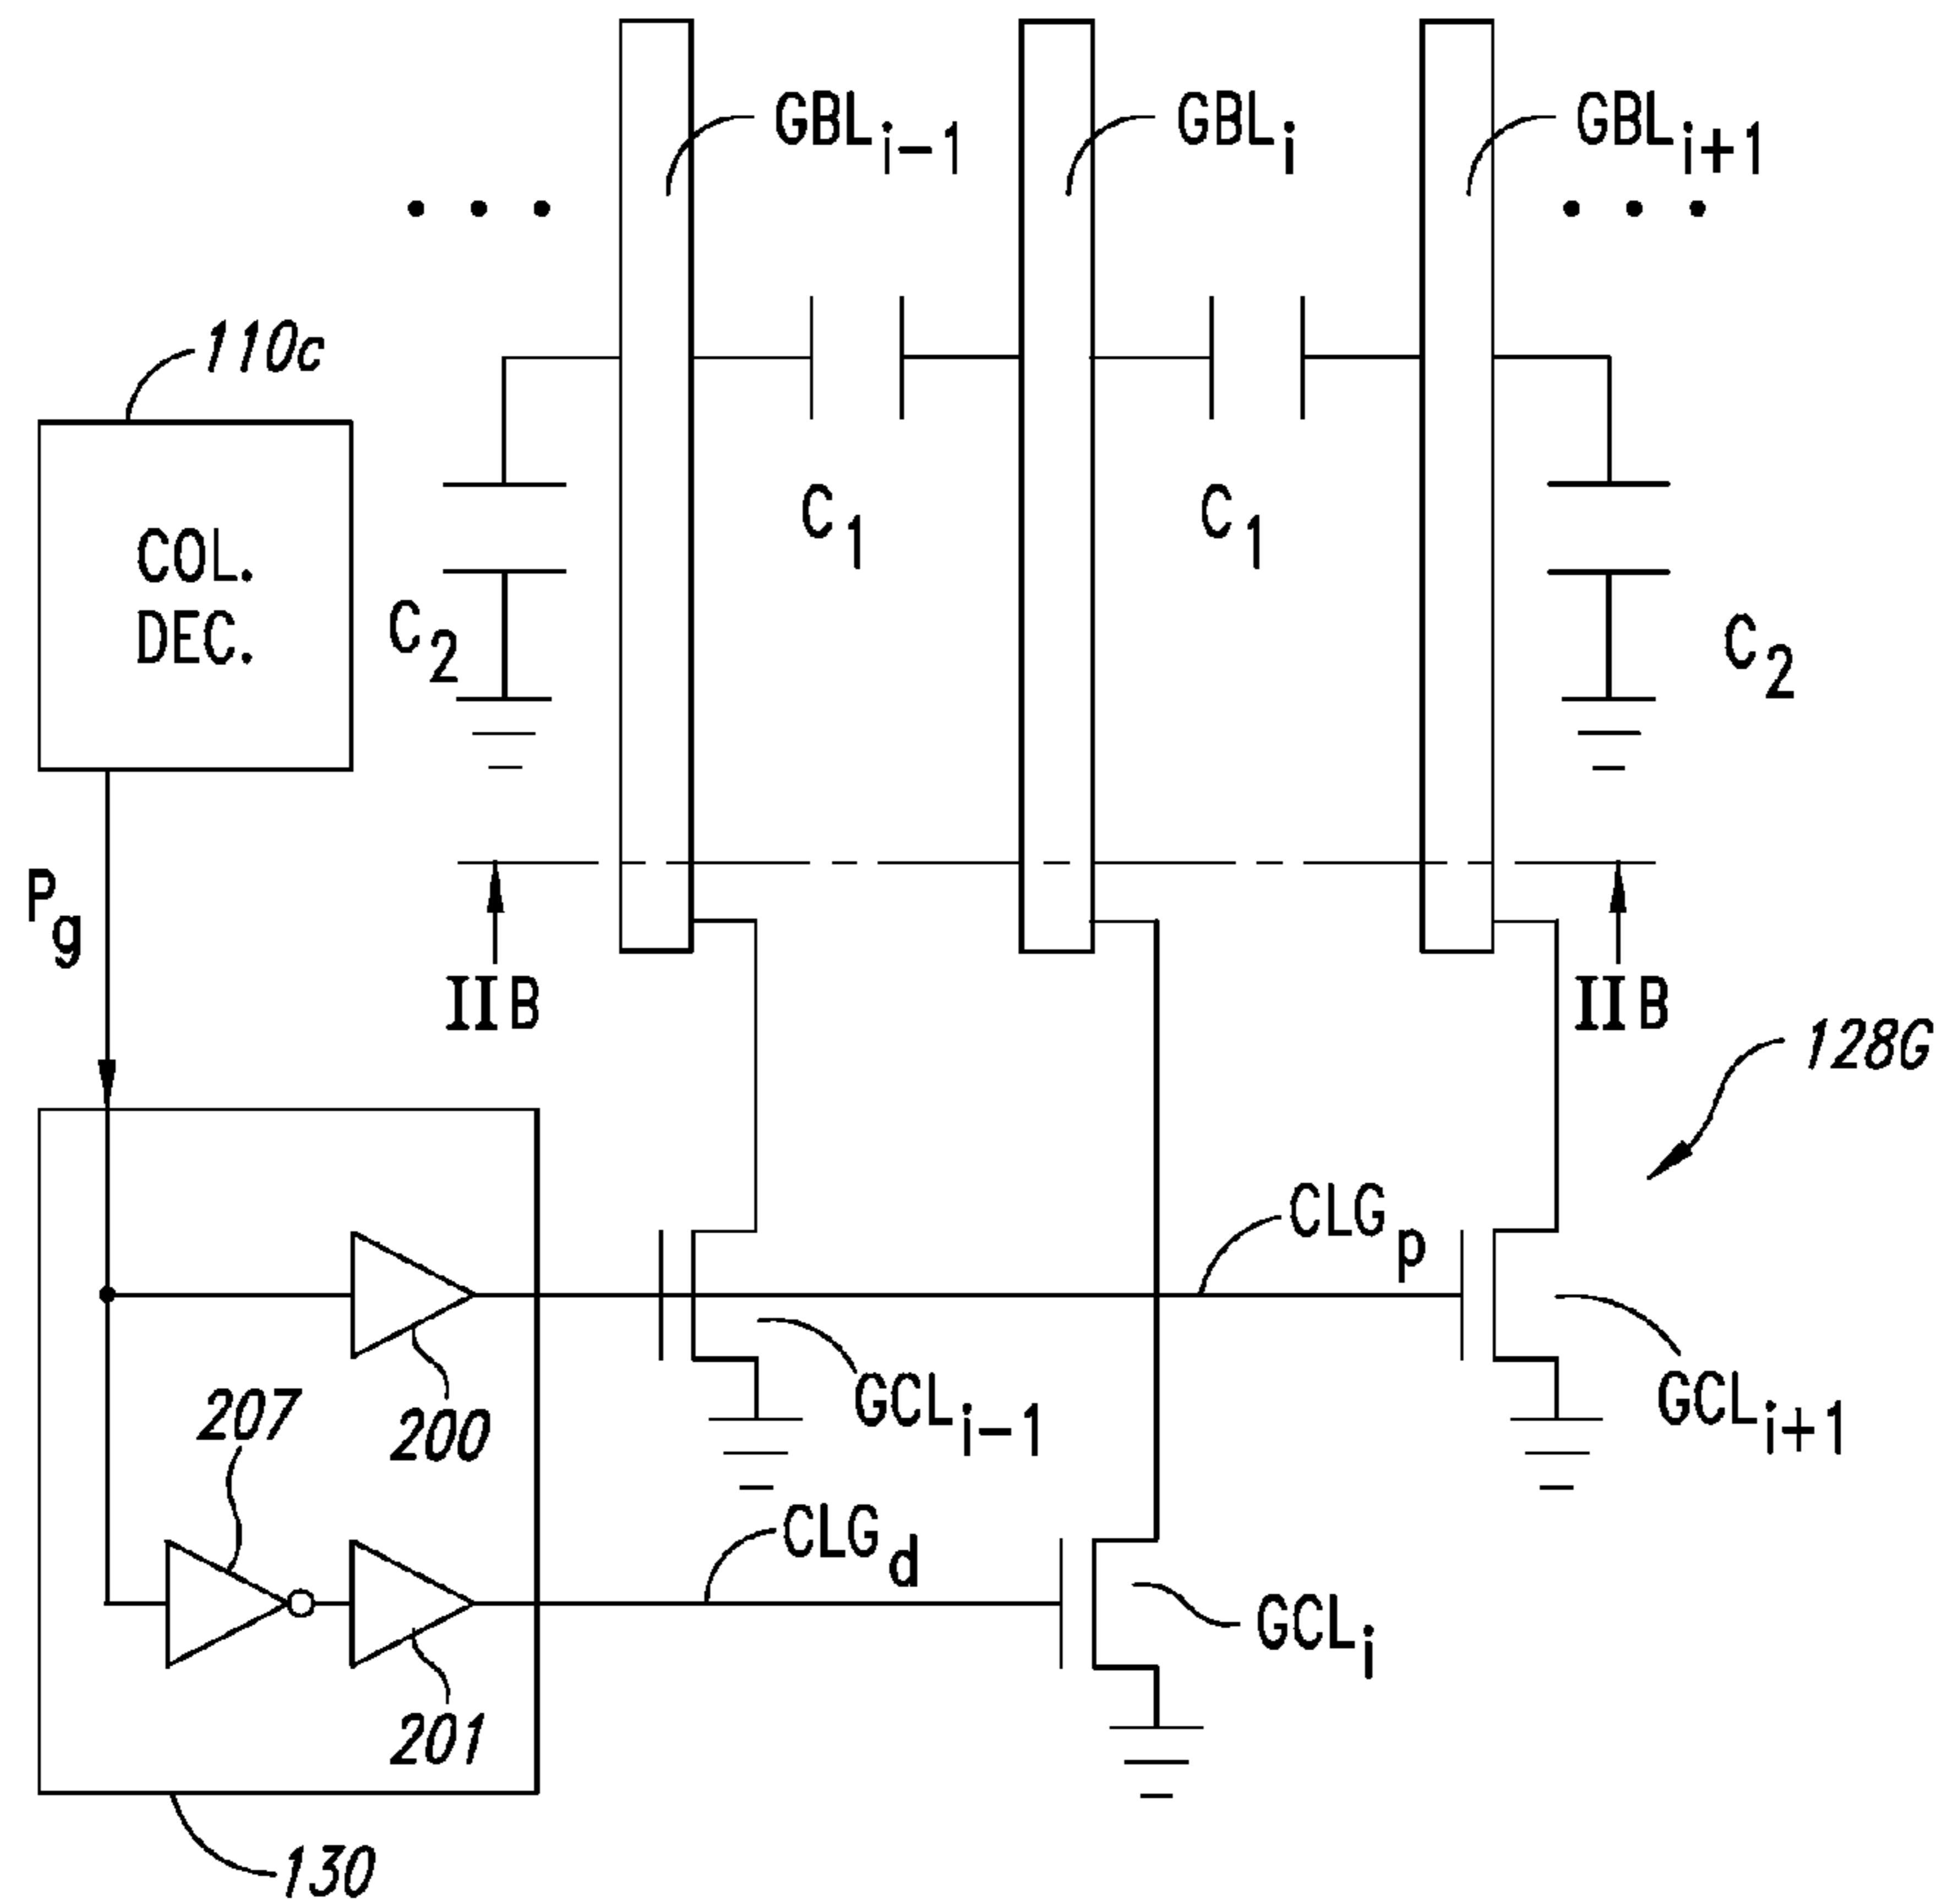 GBLi-1
GBLi
GBLi+1
110c
COL.
DEC.
C1
C1
C2
C2
Pg
IIB
IIB
128G
CLGp
GCLi-1
GCLi+1
207
200
CLGd
GCLi
201
130